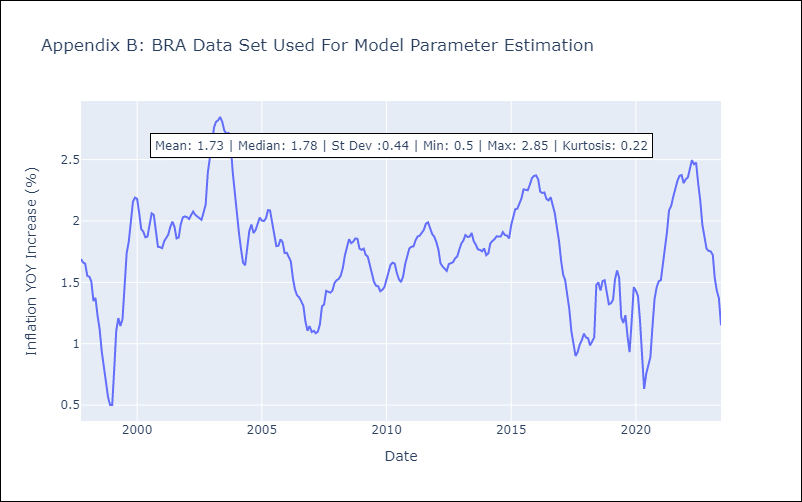 Appendix B: BRA Data Set Used For Model Parameter Estimation
Mean: 1.73 | Median: 1.78 | St Dev :0.44 | Min: 0.5 | Max: 2.85 | Kurtosis: 0.22
Inflation YOY Increase (%)
2.5
2
1.5
1
0.5
2000 2005 2010 2015 2020
Date